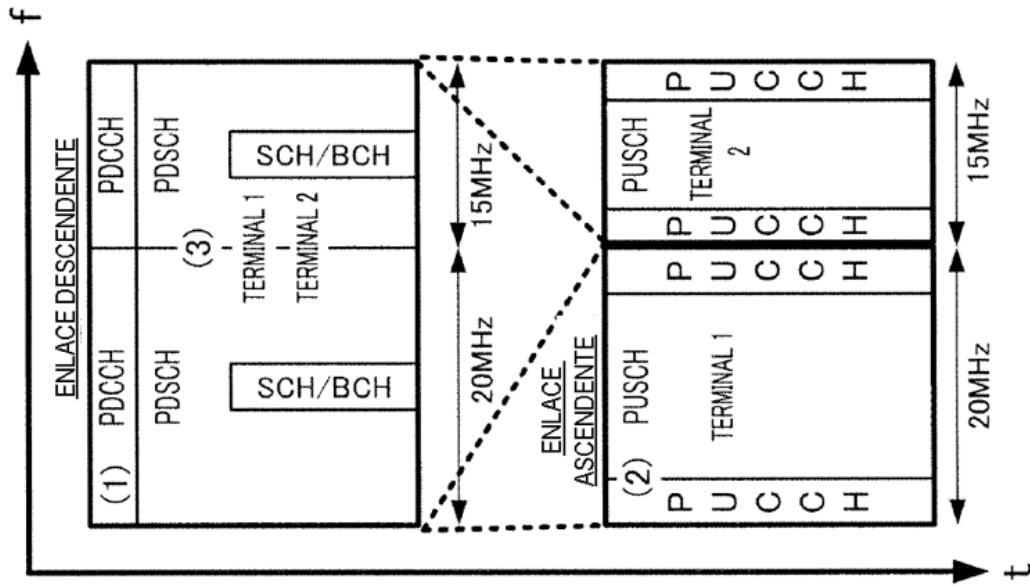 f
ENLACE DESCENDENTE
(1) PDCCH PDCCH
PDSCH (3) PDSCH
SCH/BCH SCH/BCH
TERMINAL 1
TERMINAL 2
20MHz 15MHz
ENLACE
ASCENDENTE
(2) PUSCH PUSCH
PUCCH TERMINAL 1 PUCCH PUCCH TERMINAL 2 PUCCH
20MHz 15MHz
t